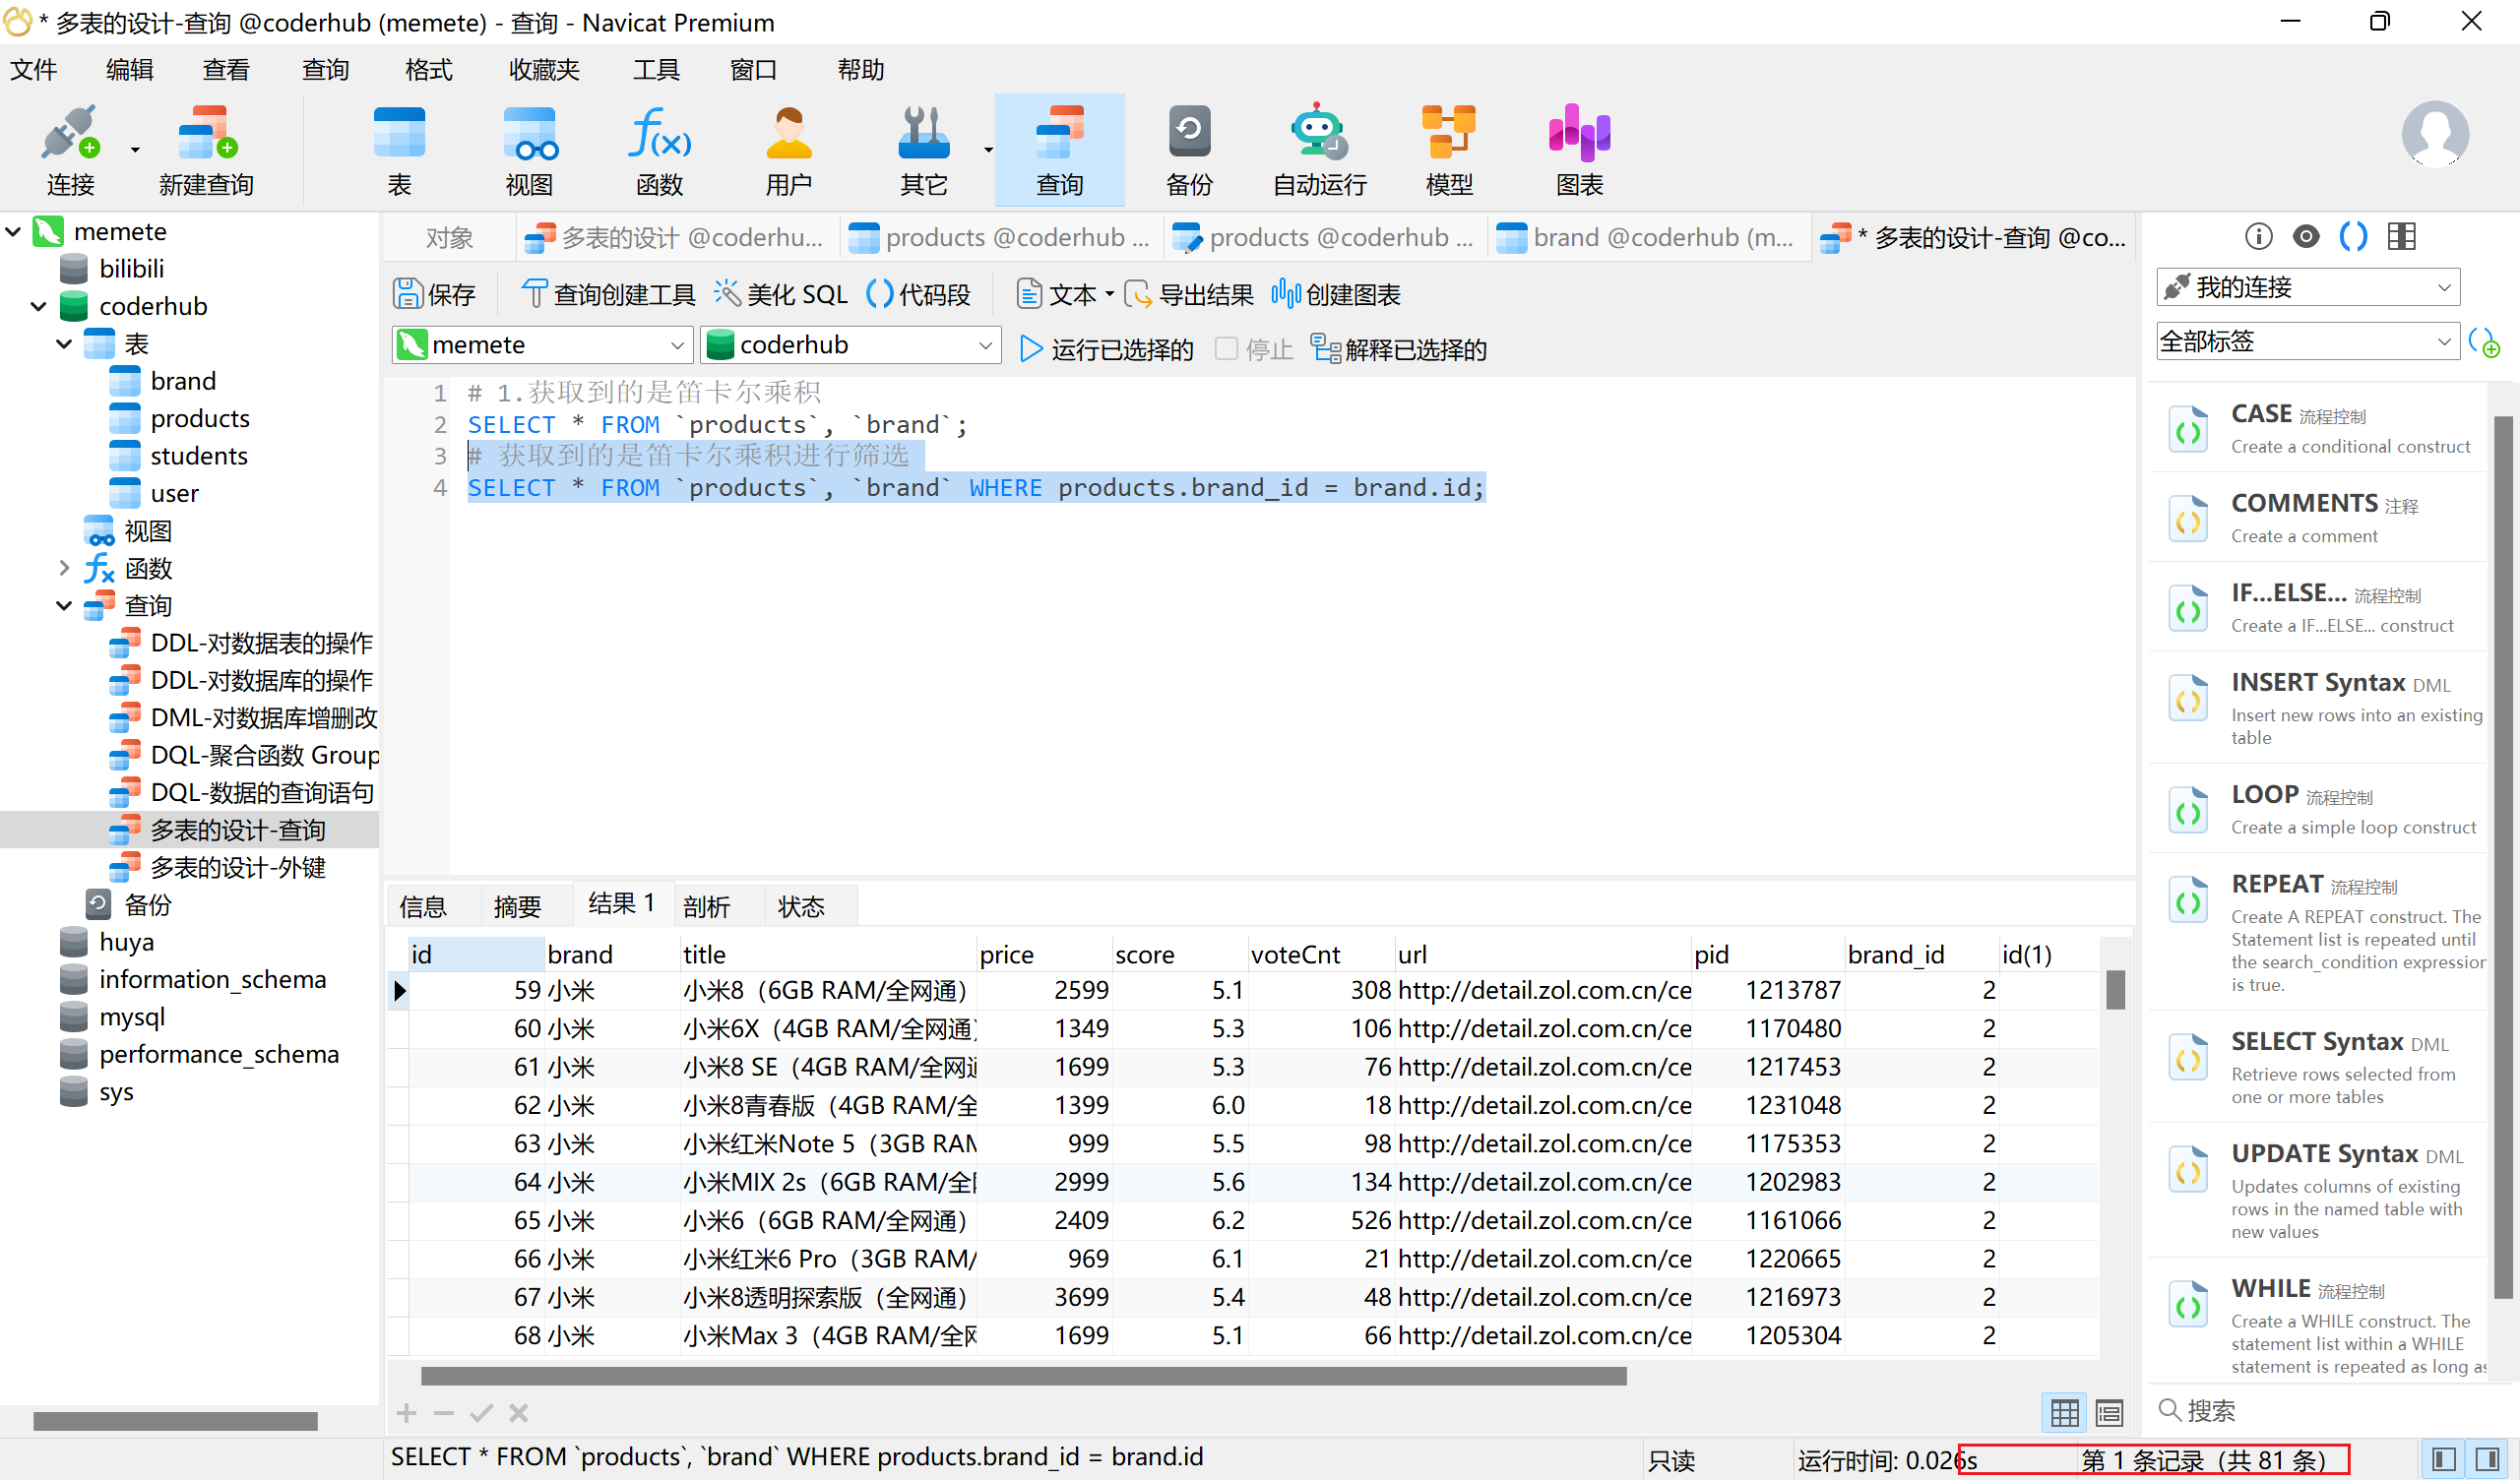 * 多表的设计-查询 @coderhub (memete) - 查询 - Navicat Premium
文件 编辑 查看 查询 格式 收藏夹 工具 窗口 帮助
连接 新建查询 表 视图 函数 用户 其它 查询 备份 自动运行 模型 图表
memete
bilibili
coderhub
表
brand
products
students
user
视图
函数
查询
DDL-对数据表的操作
DDL-对数据库的操作
DML-对数据库增删改
DQL-聚合函数 Group
DQL-数据的查询语句
多表的设计-查询
多表的设计-外键
备份
huya
information_schema
mysql
performance_schema
sys
对象 多表的设计 @coderhu... products @coderhub ... products @coderhub ... brand @coderhub (m... * 多表的设计-查询 @co...
保存 查询创建工具 美化 SQL 代码段 文本 导出结果 创建图表
memete coderhub 运行已选择的 停止 解释已选择的
1 # 1.获取到的是笛卡尔乘积
2 SELECT * FROM `products`, `brand`;
3 # 获取到的是笛卡尔乘积进行筛选
4 SELECT * FROM `products`, `brand` WHERE products.brand_id = brand.id;
信息 摘要 结果 1 剖析 状态
id brand title price score voteCnt url pid brand_id id(1)
59 小米 小米8（6GB RAM/全网通） 2599 5.1 308 http://detail.zol.com.cn/ce 1213787 2
60 小米 小米6X（4GB RAM/全网通） 1349 5.3 106 http://detail.zol.com.cn/ce 1170480 2
61 小米 小米8 SE（4GB RAM/全网通 1699 5.3 76 http://detail.zol.com.cn/ce 1217453 2
62 小米 小米8青春版（4GB RAM/全 1399 6.0 18 http://detail.zol.com.cn/ce 1231048 2
63 小米 小米红米Note 5（3GB RAM 999 5.5 98 http://detail.zol.com.cn/ce 1175353 2
64 小米 小米MIX 2s（6GB RAM/全 2999 5.6 134 http://detail.zol.com.cn/ce 1202983 2
65 小米 小米6（6GB RAM/全网通） 2409 6.2 526 http://detail.zol.com.cn/ce 1161066 2
66 小米 小米红米6 Pro（3GB RAM/ 969 6.1 21 http://detail.zol.com.cn/ce 1220665 2
67 小米 小米8透明探索版（全网通） 3699 5.4 48 http://detail.zol.com.cn/ce 1216973 2
68 小米 小米Max 3（4GB RAM/全网 1699 5.1 66 http://detail.zol.com.cn/ce 1205304 2
我的连接
全部标签
CASE 流程控制
Create a conditional construct
COMMENTS 注释
Create a comment
IF...ELSE... 流程控制
Create a IF...ELSE... construct
INSERT Syntax DML
Insert new rows into an existing
table
LOOP 流程控制
Create a simple loop construct
REPEAT 流程控制
Create A REPEAT construct. The
Statement list is repeated until
the search_condition expression
is true.
SELECT Syntax DML
Retrieve rows selected from
one or more tables
UPDATE Syntax DML
Updates columns of existing
rows in the named table with
new values
WHILE 流程控制
Create a WHILE construct. The
statement list within a WHILE
statement is repeated as long as
搜索
SELECT * FROM `products`, `brand` WHERE products.brand_id = brand.id 只读 运行时间: 0.026s 第 1 条记录（共 81 条）